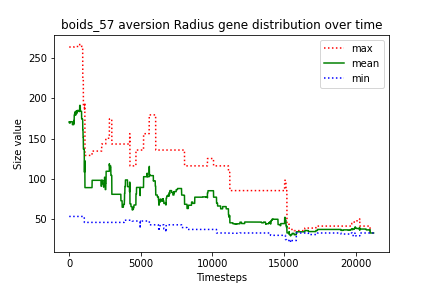 boids_57 aversion Radius gene distribution over time
max
mean
min
Size value
250
200
150
100
50
0
5000
10000
15000
20000
Timesteps